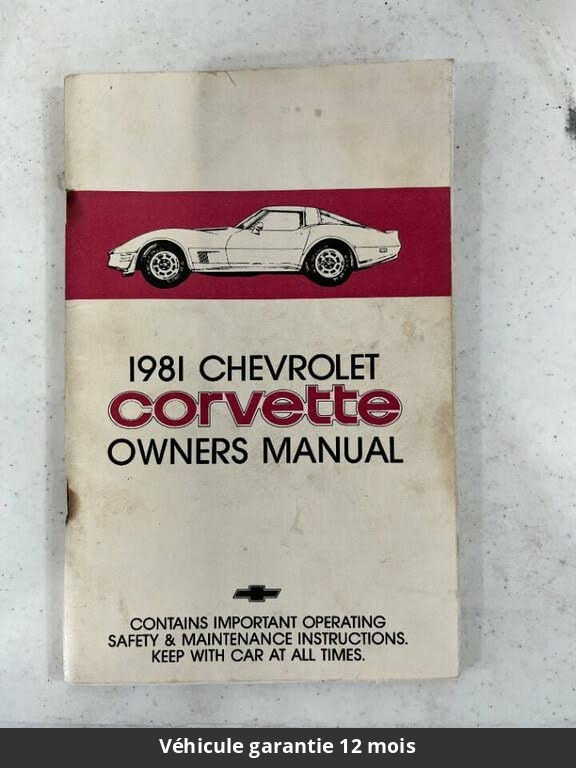 1981 CHEVROLET
corvette
OWNERS MANUAL
CONTAINS IMPORTANT OPERATING
SAFETY & MAINTENANCE INSTRUCTIONS.
KEEP WITH CAR AT ALL TIMES.
Véhicule garantie 12 mois